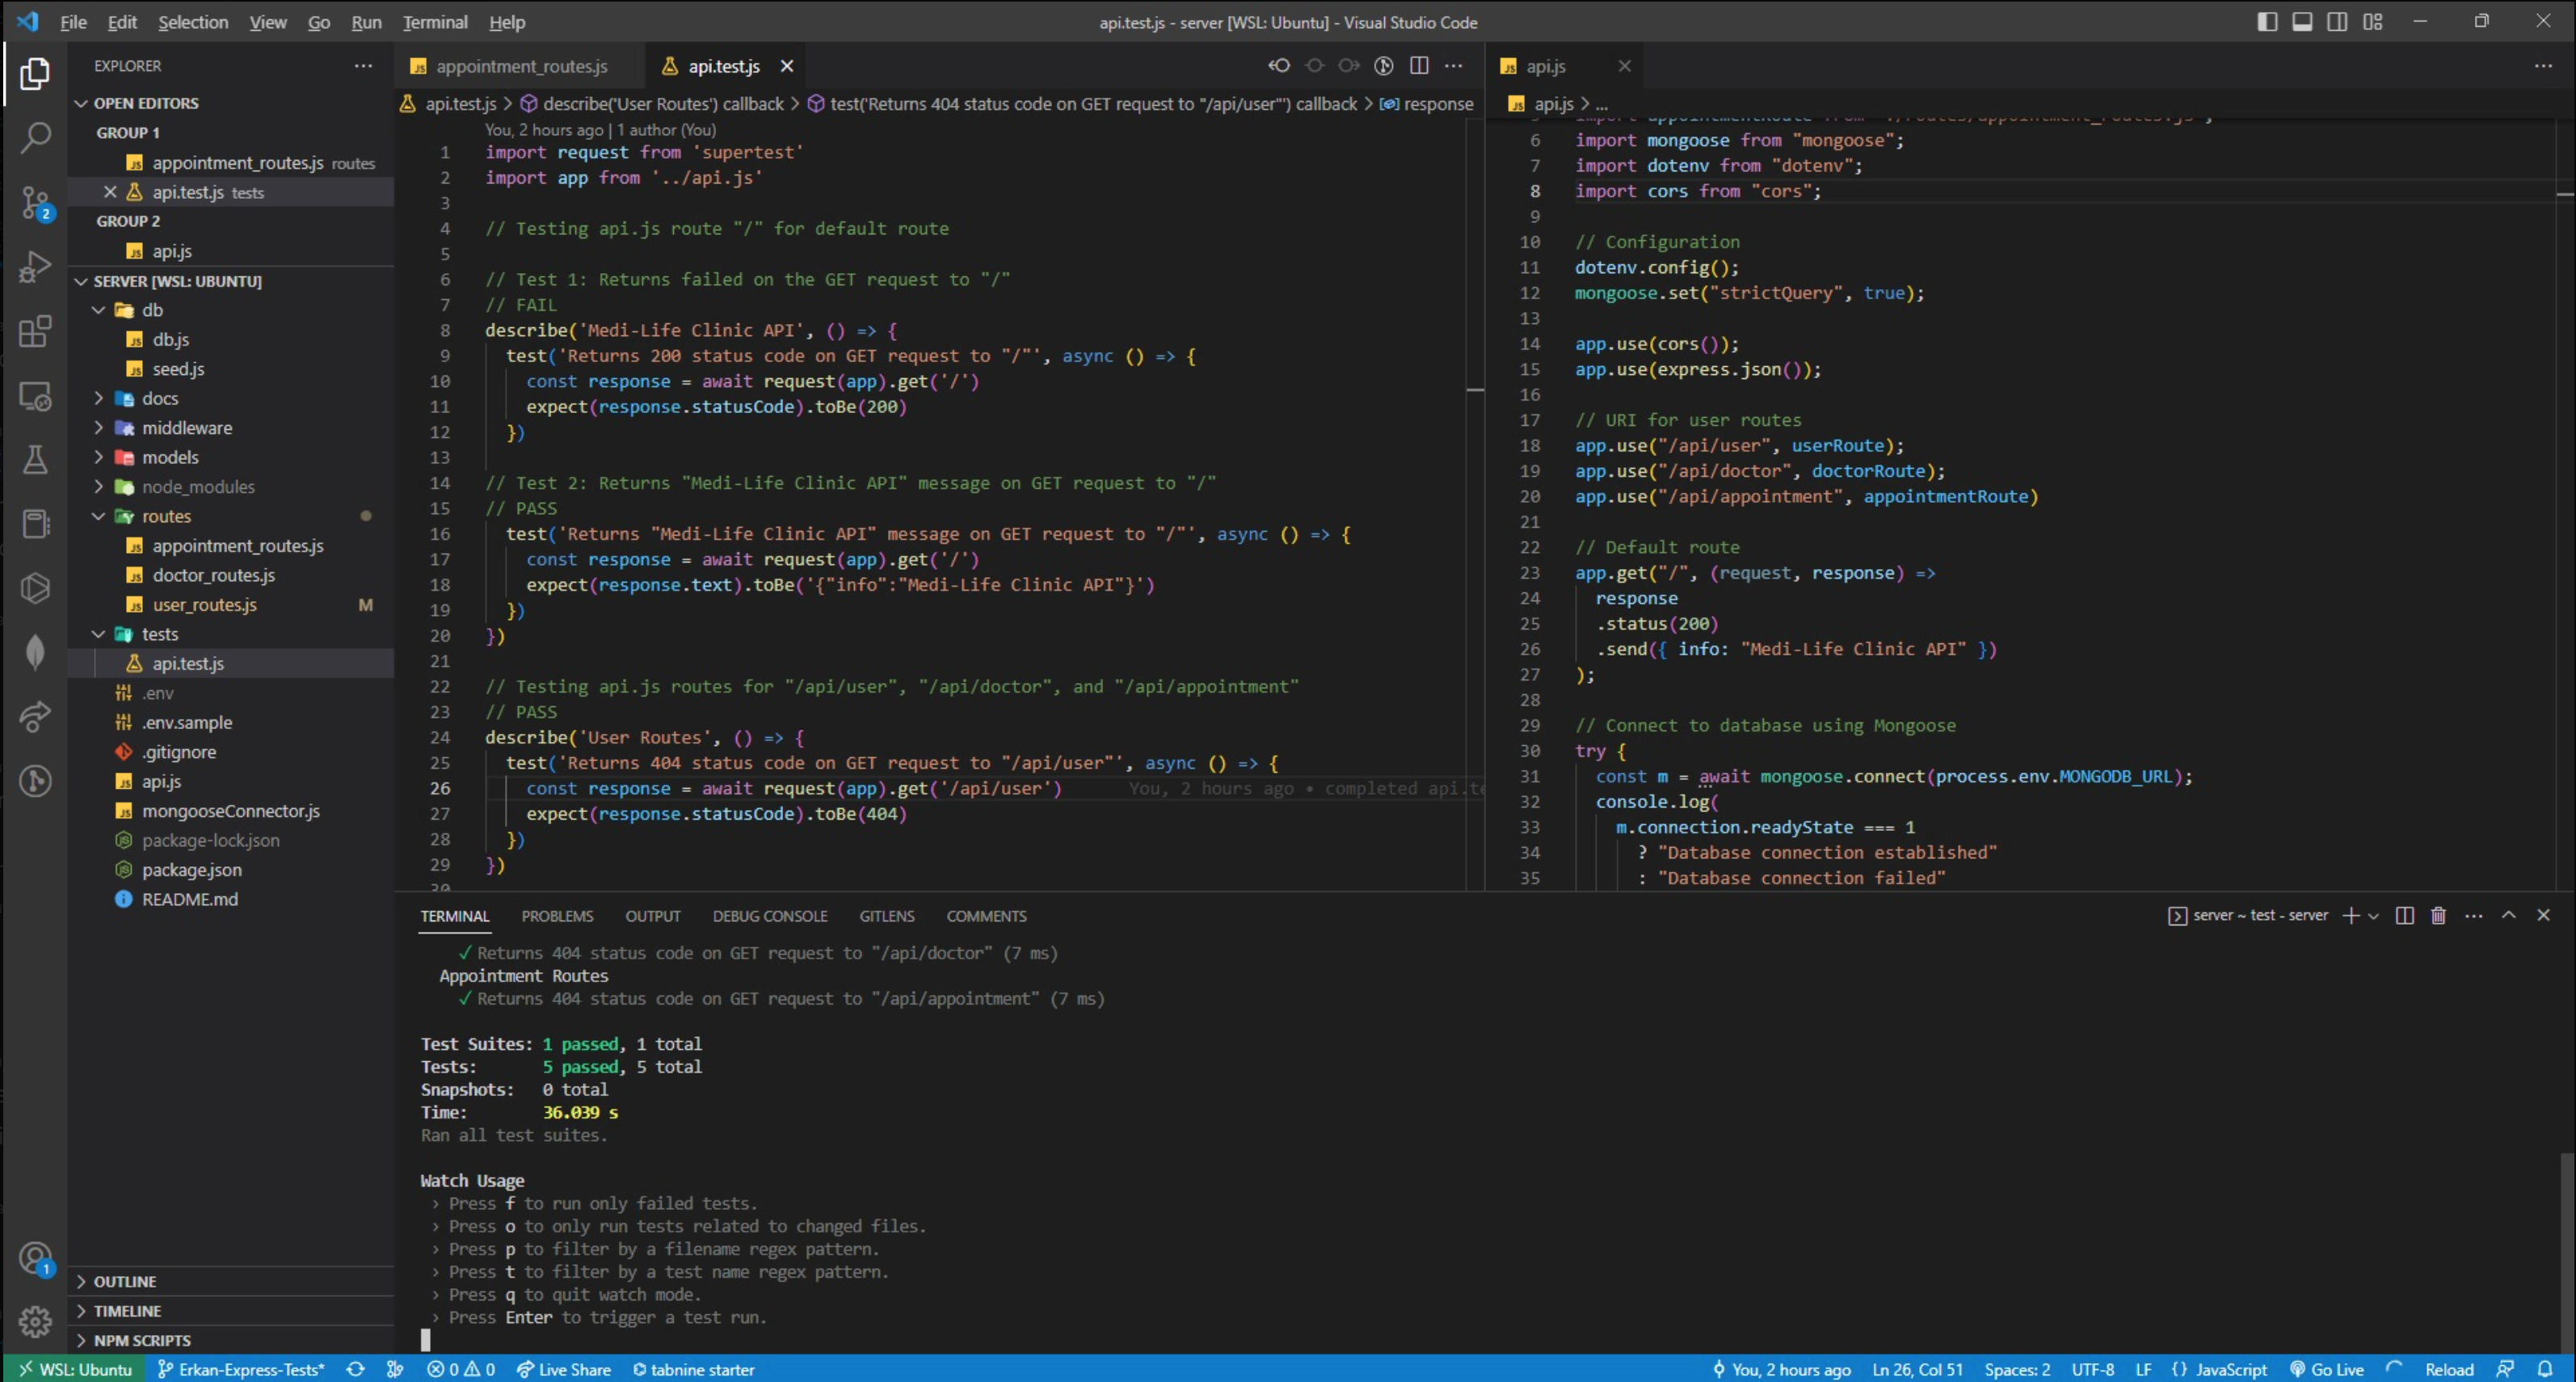 File Edit Selection View Go Run Terminal Help
api.test.js - server [WSL: Ubuntu] - Visual Studio Code
EXPLORER
OPEN EDITORS
GROUP 1
appointment_routes.js routes
api.test.js tests
GROUP 2
api.js
SERVER [WSL: UBUNTU]
db
db.js
seed.js
docs
middleware
models
node_modules
routes
appointment_routes.js
doctor_routes.js
user_routes.js M
tests
api.test.js
.env
.env.sample
.gitignore
api.js
mongooseConnector.js
package-lock.json
package.json
README.md
OUTLINE
TIMELINE
NPM SCRIPTS
2
1
appointment_routes.js api.test.js
api.test.js > describe('User Routes') callback > test('Returns 404 status code on GET request to "/api/user"') callback > response
You, 2 hours ago | 1 author (You)
1 import request from 'supertest'
2 import app from '../api.js'
3
4 // Testing api.js route "/" for default route
5
6 // Test 1: Returns failed on the GET request to "/"
7 // FAIL
8 describe('Medi-Life Clinic API', () => {
9 test('Returns 200 status code on GET request to "/"', async () => {
10 const response = await request(app).get('/')
11 expect(response.statusCode).toBe(200)
12 })
13
14 // Test 2: Returns "Medi-Life Clinic API" message on GET request to "/"
15 // PASS
16 test('Returns "Medi-Life Clinic API" message on GET request to "/"', async () => {
17 const response = await request(app).get('/')
18 expect(response.text).toBe('{"info":"Medi-Life Clinic API"}')
19 })
20 })
21
22 // Testing api.js routes for "/api/user", "/api/doctor", and "/api/appointment"
23 // PASS
24 describe('User Routes', () => {
25 test('Returns 404 status code on GET request to "/api/user"', async () => {
26 const response = await request(app).get('/api/user') You, 2 hours ago • completed api.te
27 expect(response.statusCode).toBe(404)
28 })
29 })
30
api.js
api.js > ...
import appointmentRoute from "./routes/appointment_routes.js";
6 import mongoose from "mongoose";
7 import dotenv from "dotenv";
8 import cors from "cors";
9
10 // Configuration
11 dotenv.config();
12 mongoose.set("strictQuery", true);
13
14 app.use(cors());
15 app.use(express.json());
16
17 // URI for user routes
18 app.use("/api/user", userRoute);
19 app.use("/api/doctor", doctorRoute);
20 app.use("/api/appointment", appointmentRoute)
21
22 // Default route
23 app.get("/", (request, response) =>
24 response
25 .status(200)
26 .send({ info: "Medi-Life Clinic API" })
27 );
28
29 // Connect to database using Mongoose
30 try {
31 const m = await mongoose.connect(process.env.MONGODB_URL);
32 console.log(
33 m.connection.readyState === 1
34 ? "Database connection established"
35 : "Database connection failed"
TERMINAL PROBLEMS OUTPUT DEBUG CONSOLE GITLENS COMMENTS
server ~ test - server
✓ Returns 404 status code on GET request to "/api/doctor" (7 ms)
Appointment Routes
✓ Returns 404 status code on GET request to "/api/appointment" (7 ms)
Test Suites: 1 passed, 1 total
Tests: 5 passed, 5 total
Snapshots: 0 total
Time: 36.039 s
Ran all test suites.
Watch Usage
› Press f to run only failed tests.
› Press o to only run tests related to changed files.
› Press p to filter by a filename regex pattern.
› Press t to filter by a test name regex pattern.
› Press q to quit watch mode.
› Press Enter to trigger a test run.
WSL: Ubuntu Erkan-Express-Tests* 0 0 Live Share tabnine starter
You, 2 hours ago Ln 26, Col 51 Spaces: 2 UTF-8 LF {} JavaScript Go Live Reload